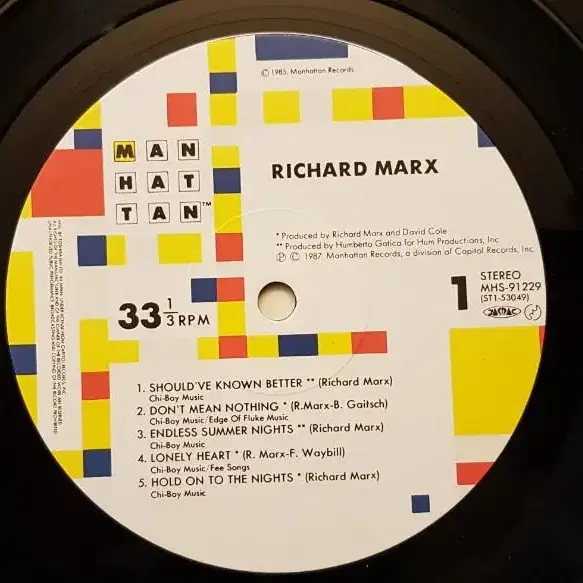 © 1985, Manhattan Records
MAN
HAT
TAN™
RICHARD MARX
* Produced by Richard Marx and David Cole
** Produced by Humberto Gatica for Hum Productions, Inc
℗ © 1987 Manhattan Records, a division of Capitol Records, Inc.
33 1/3 RPM
1
STEREO
MHS-91229
(ST1-53049)
1. SHOULD'VE KNOWN BETTER ** (Richard Marx)
Chi-Boy Music
2. DON'T MEAN NOTHING * (R.Marx-B. Gaitsch)
Chi-Boy Music/Edge Of Fluke Music
3. ENDLESS SUMMER NIGHTS ** (Richard Marx)
Chi-Boy Music
4. LONELY HEART * (R. Marx-F. Waybill)
Chi-Boy Music/Fee Songs
5. HOLD ON TO THE NIGHTS * (Richard Marx)
Chi-Boy Music